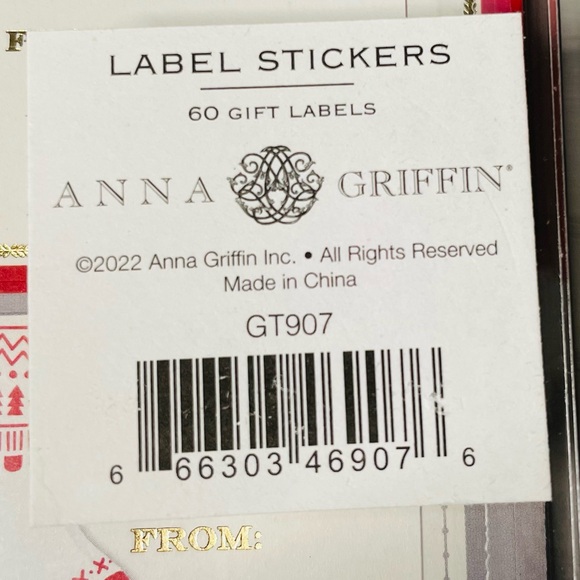 LABEL STICKERS
60 GIFT LABELS
ANNA GRIFFIN®
©2022 Anna Griffin Inc. • All Rights Reserved
Made in China
GT907
6 66303 46907 6
FROM: